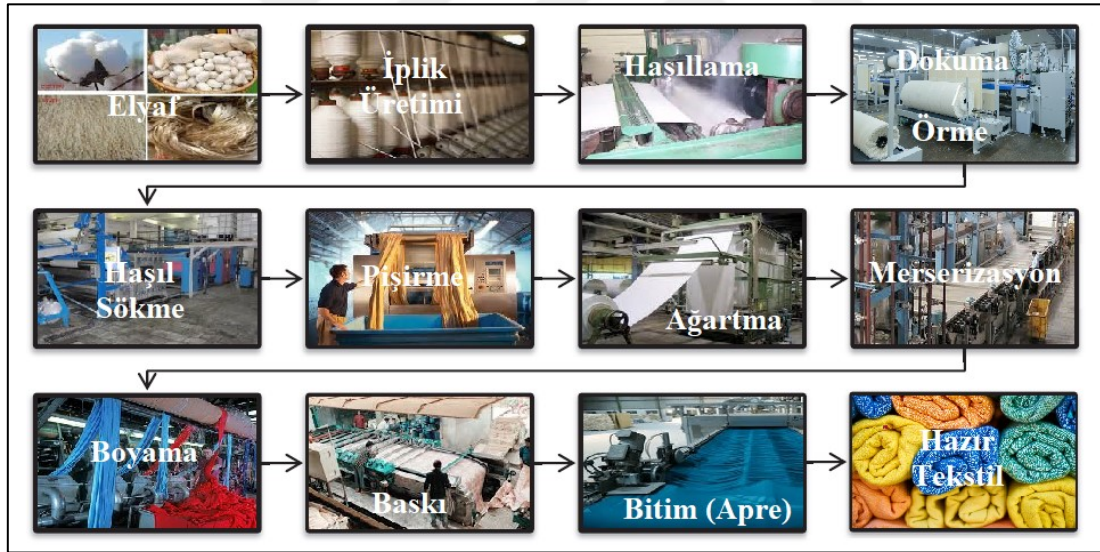 Elyaf
İplik
Üretimi
Haşıllama
Dokuma
Örme
Haşıl
Sökme
Pişirme
Ağartma
Merserizasyon
Boyama
Baskı
Bitim (Apre)
Hazır
Tekstil